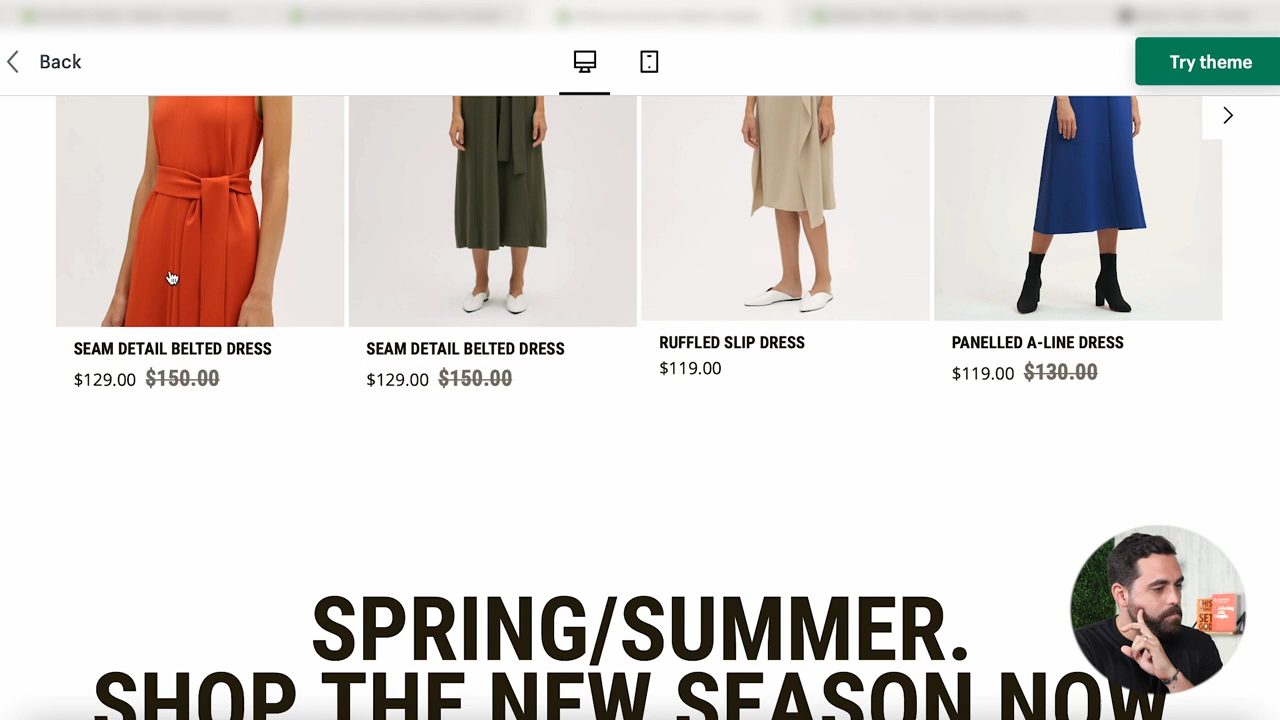 Back
Try theme
SEAM DETAIL BELTED DRESS
$129.00 $150.00
SEAM DETAIL BELTED DRESS
$129.00 $150.00
RUFFLED SLIP DRESS
$119.00
PANELLED A-LINE DRESS
$119.00 $130.00
SPRING/SUMMER.
SHOP THE NEW SEASON NOW